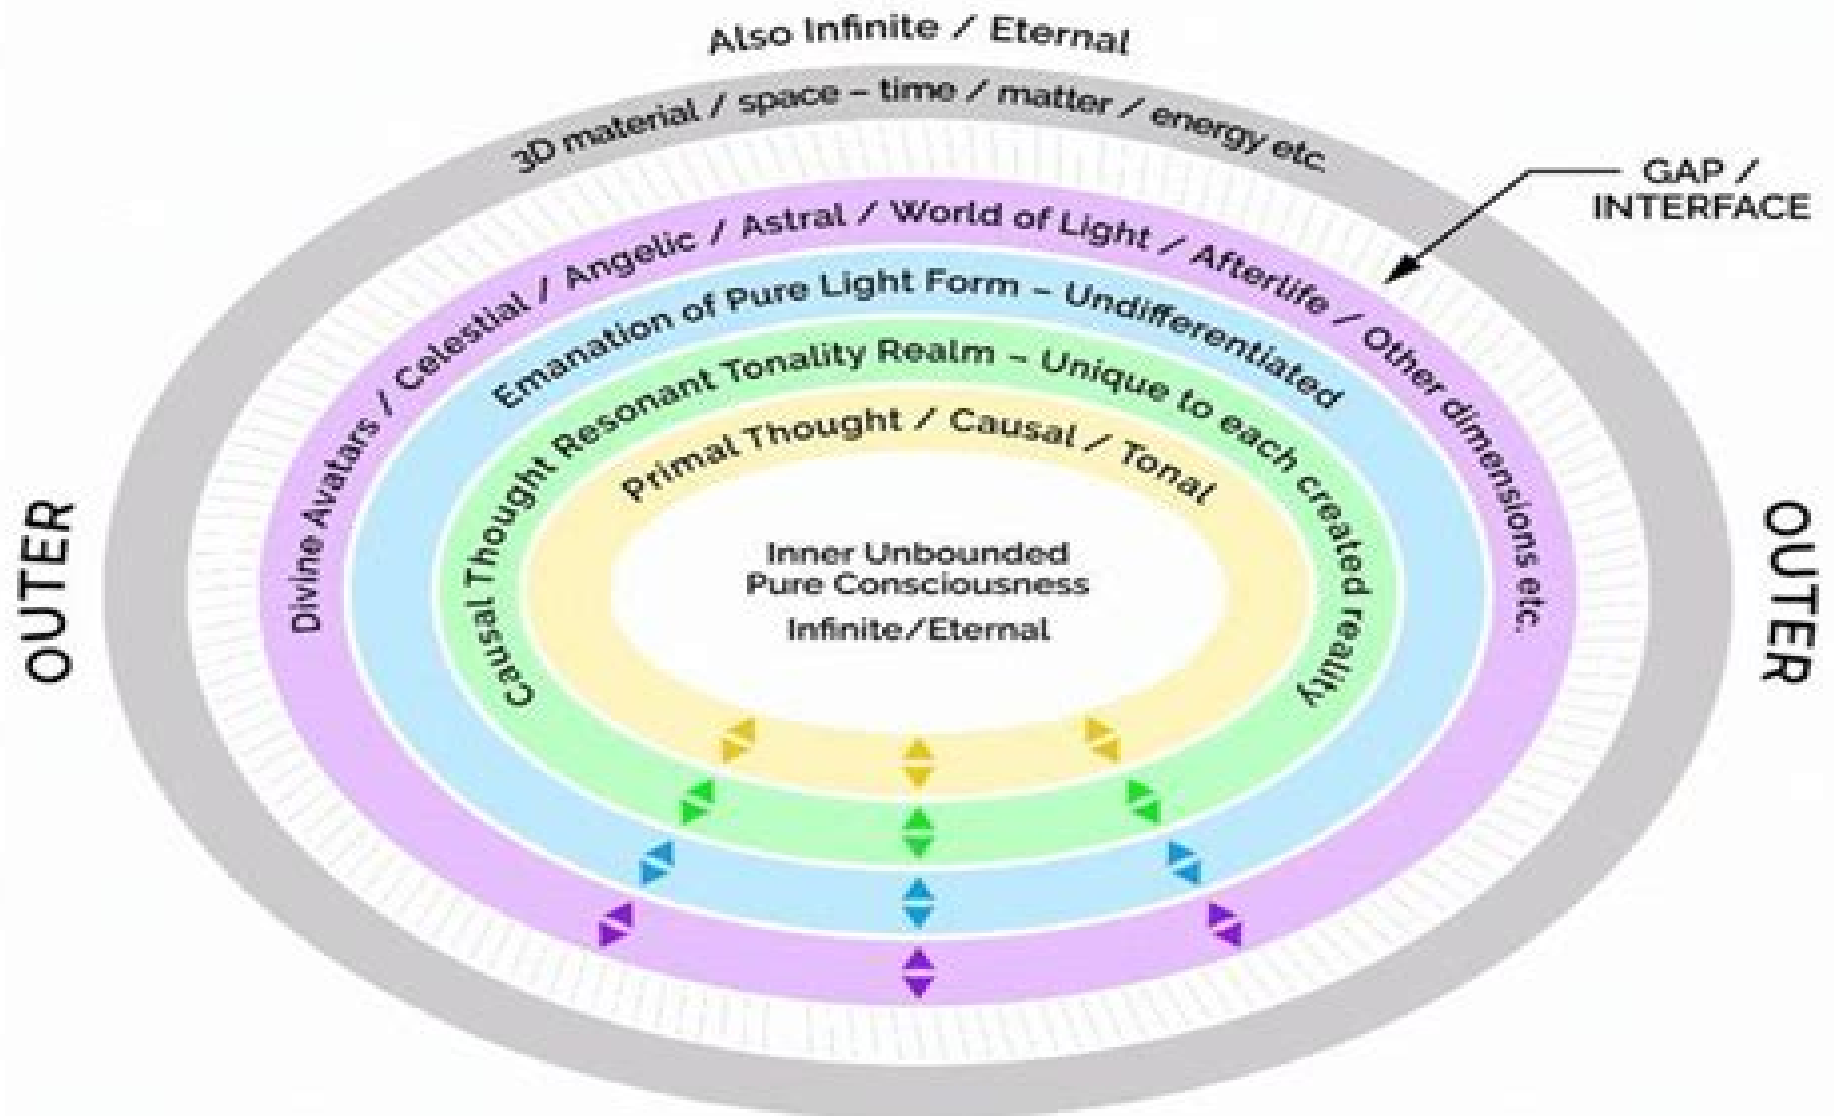 Also Infinite / Eternal
3D material / space – time / matter / energy etc.
GAP /
INTERFACE
Divine Avatars / Celestial / Angelic / Astral / World of Light / Afterlife / Other dimensions etc.
Emanation of Pure Light Form – Undifferentiated
Causal Thought Resonant Tonality Realm – Unique to each created reality
Primal Thought / Causal / Tonal
OUTER
Inner Unbounded
Pure Consciousness
Infinite/Eternal
OUTER